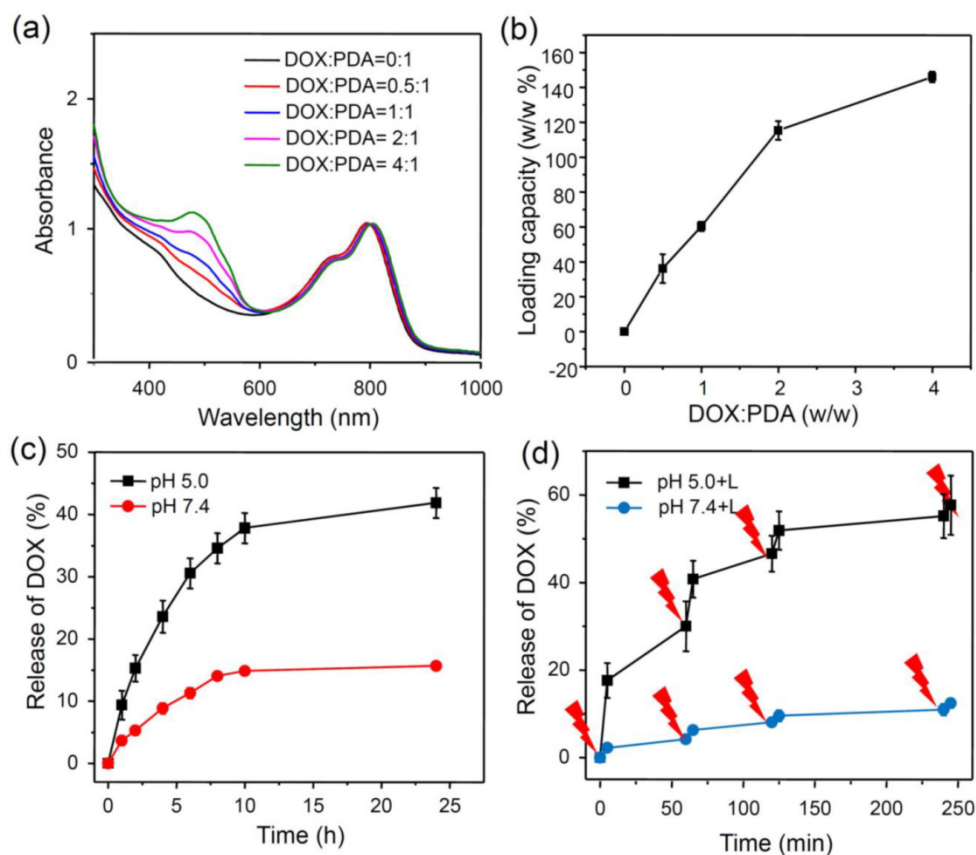 (a)
DOX:PDA=0:1
DOX:PDA=0.5:1
DOX:PDA=1:1
DOX:PDA= 2:1
DOX:PDA= 4:1
2
1
0
Absorbance
400 600 800 1000
Wavelength (nm)
(b)
160
140
120
100
80
60
40
20
0
-20
Loading capacity (w/w %)
0 1 2 3 4
DOX:PDA (w/w)
(c)
pH 5.0
pH 7.4
50
40
30
20
10
0
Release of DOX (%)
0 5 10 15 20 25
Time (h)
(d)
pH 5.0+L
pH 7.4+L
60
40
20
0
Release of DOX (%)
0 50 100 150 200 250
Time (min)